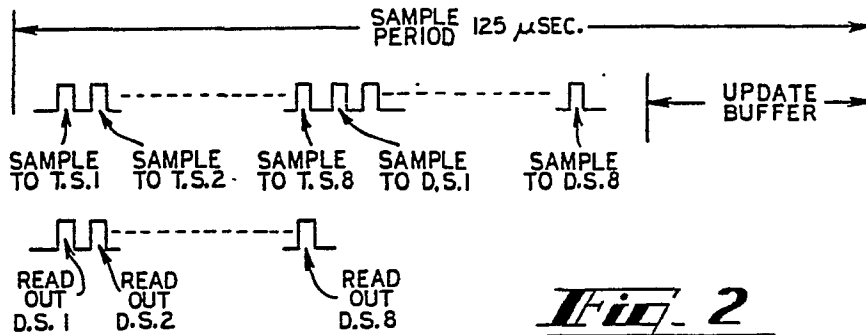 SAMPLE
PERIOD 125 μSEC.
UPDATE
BUFFER
SAMPLE
TO T.S.1
SAMPLE
TO T.S.2.
SAMPLE
TO T.S.8
SAMPLE
TO D.S.1
SAMPLE
TO D.S.8
READ
OUT
D.S. 1
READ
OUT
D.S.2
READ
OUT
D.S.8
Fig. 2